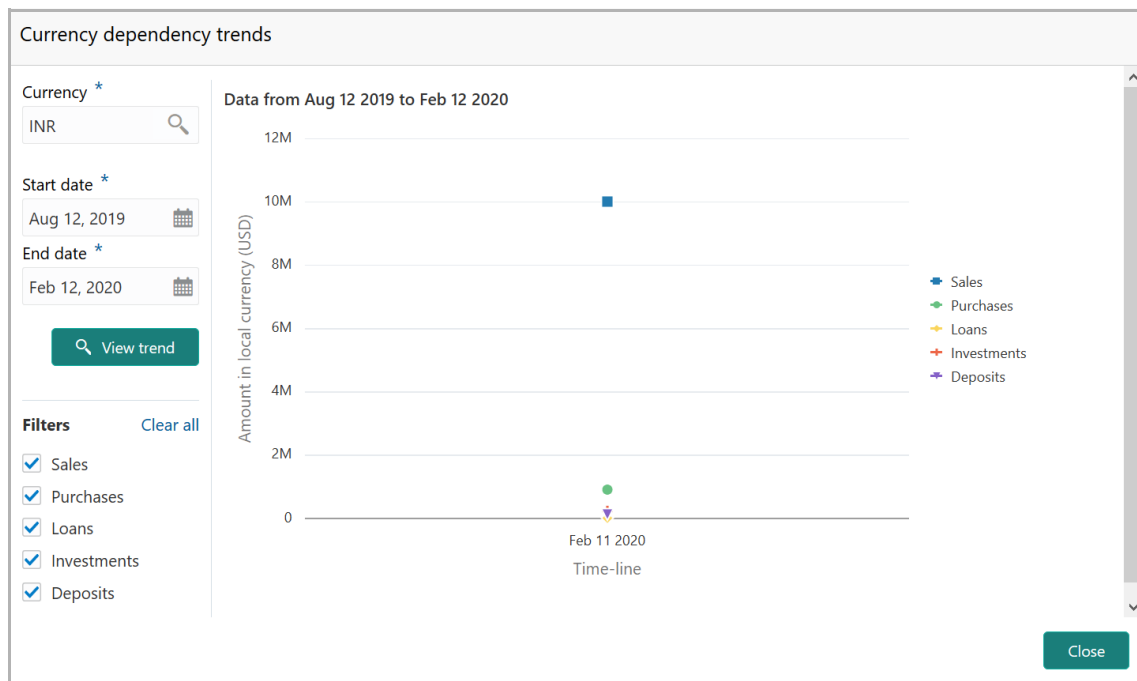 Currency dependency trends
Currency *
INR
Start date *
Aug 12, 2019
End date *
Feb 12, 2020
View trend
Filters Clear all
Sales
Purchases
Loans
Investments
Deposits
Data from Aug 12 2019 to Feb 12 2020
Amount in local currency (USD)
12M
10M
8M
6M
4M
2M
0
Feb 11 2020
Time-line
Sales
Purchases
Loans
Investments
Deposits
Close